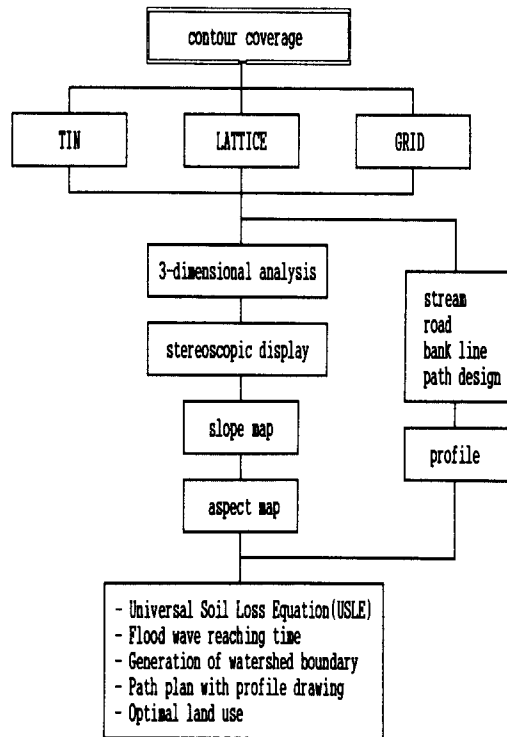 contour coverage
TIN
LATTICE
GRID
3-dimensional analysis
stereoscopic display
slope map
aspect map
stream
road
bank line
path design
profile
- Universal Soil Loss Equation(USLE)
- Flood wave reaching time
- Generation of watershed boundary
- Path plan with profile drawing
- Optimal land use